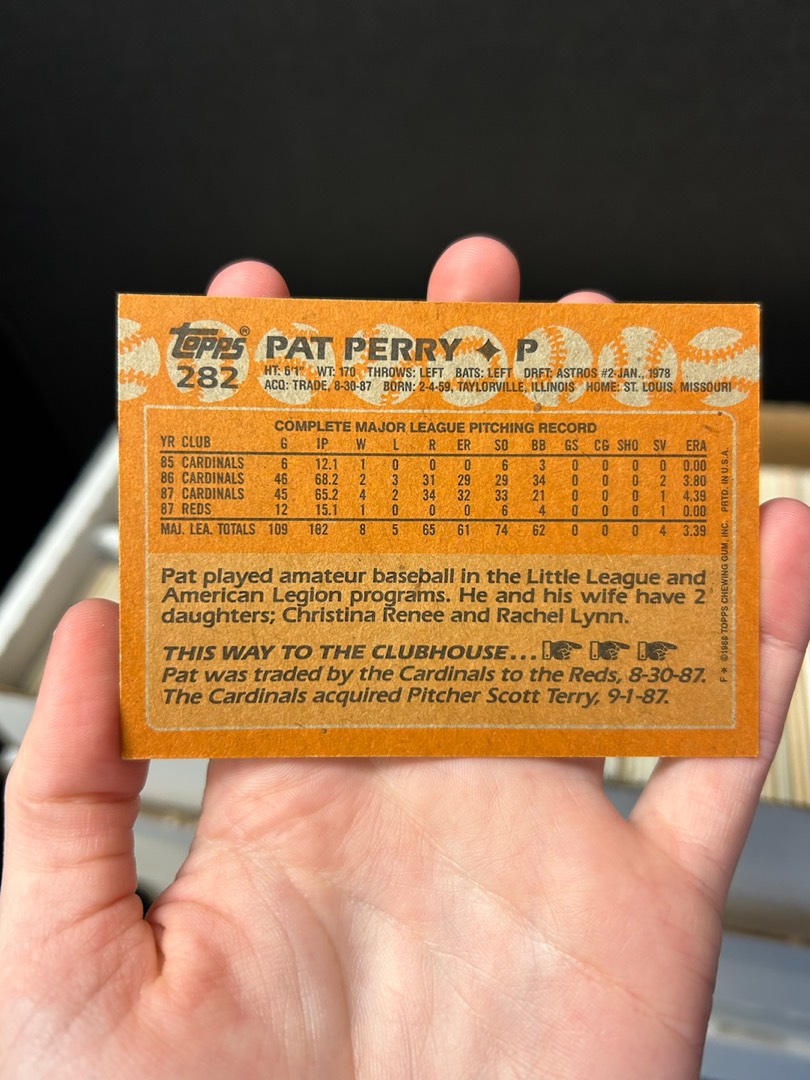 topps®
282
PAT PERRY ✦ P
HT: 6'1" WT: 170 THROWS: LEFT BATS: LEFT DRFT: ASTROS #2-JAN., 1978
ACQ: TRADE, 8-30-87 BORN: 2-4-59, TAYLORVILLE, ILLINOIS HOME: ST. LOUIS, MISSOURI
COMPLETE MAJOR LEAGUE PITCHING RECORD
YR CLUB G IP W L R ER SO BB GS CG SHO SV ERA
85 CARDINALS 6 12.1 1 0 0 0 6 3 0 0 0 0 0.00
86 CARDINALS 46 68.2 2 3 31 29 29 34 0 0 0 2 3.80
87 CARDINALS 45 65.2 4 2 34 32 33 21 0 0 0 1 4.39
87 REDS 12 15.1 1 0 0 0 6 4 0 0 0 1 0.00
MAJ. LEA. TOTALS 109 162 8 5 65 61 74 62 0 0 0 4 3.39
Pat played amateur baseball in the Little League and
American Legion programs. He and his wife have 2
daughters; Christina Renee and Rachel Lynn.
THIS WAY TO THE CLUBHOUSE...
Pat was traded by the Cardinals to the Reds, 8-30-87.
The Cardinals acquired Pitcher Scott Terry, 9-1-87.
F * ©1988 TOPPS CHEWING GUM, INC. PRTD. IN U.S.A.